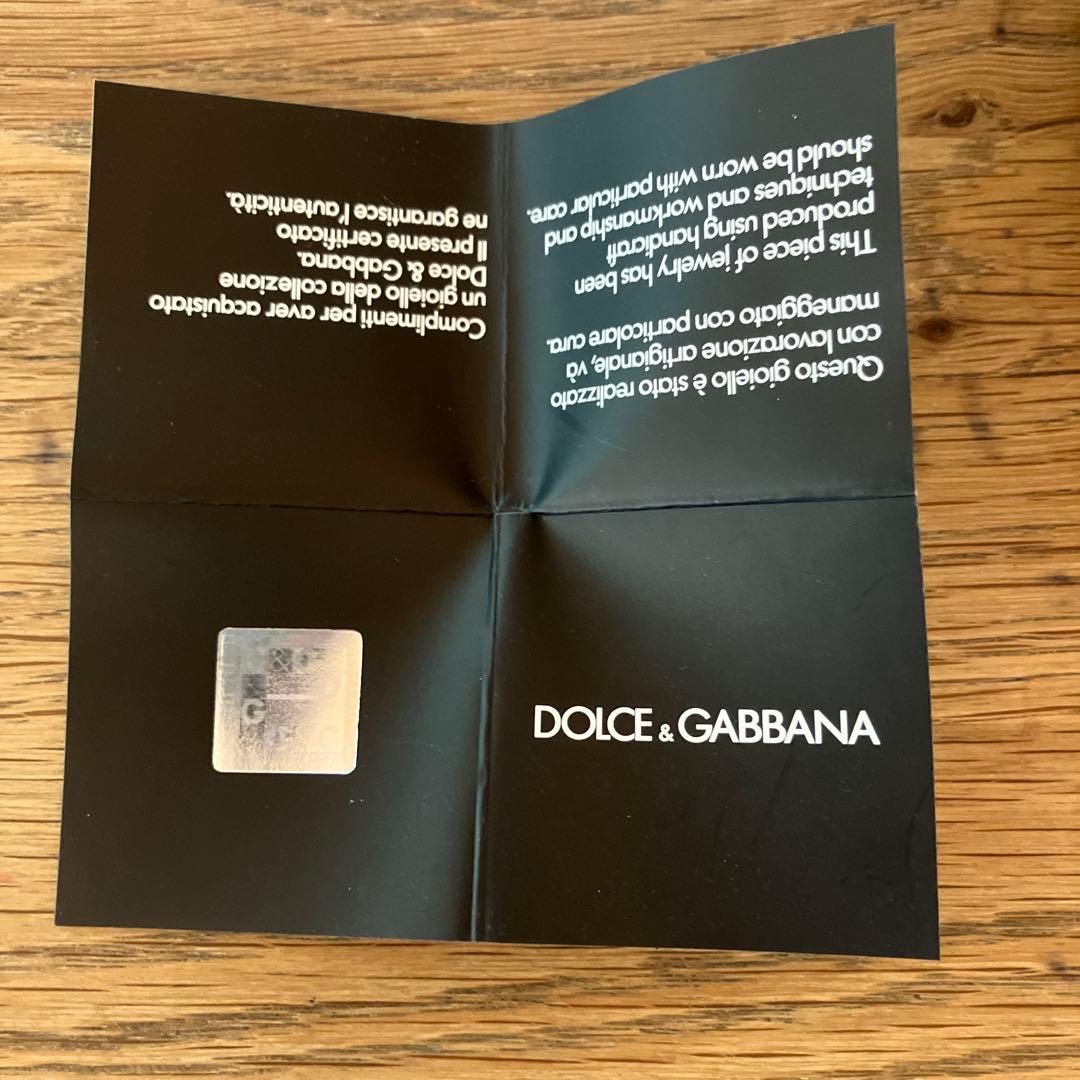 Complimenti per aver acquistato
un gioiello della collezione
Dolce & Gabbana.
Il presente certificato
ne garantisce l'autenticità.
Questo gioiello è stato realizzato
con lavorazione artigianale, và
maneggiato con particolare cura.
This piece of jewelry has been
produced using handicraft
techniques and workmanship and
should be worn with particular care.
DOLCE & GABBANA